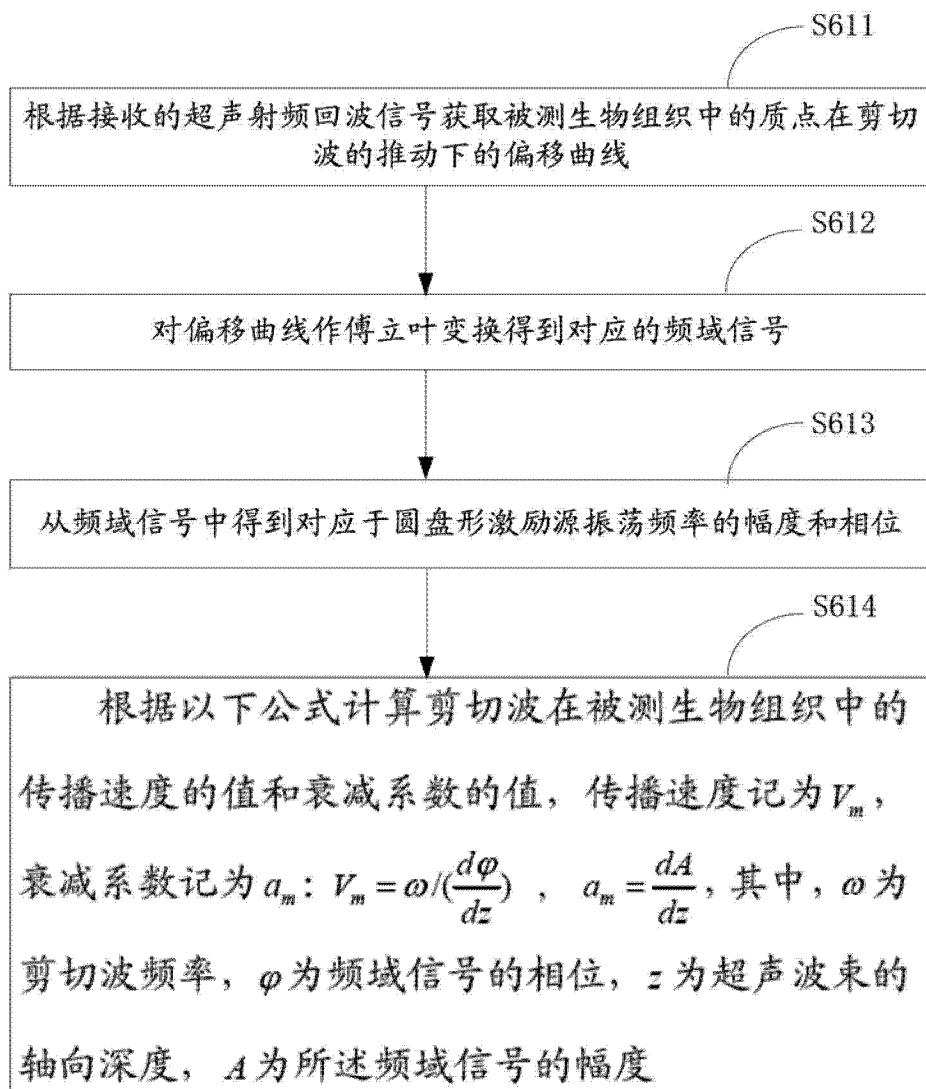 S611
根据接收的超声射频回波信号获取被测生物组织中的质点在剪切
波的推动下的偏移曲线
S612
对偏移曲线作傅立叶变换得到对应的频域信号
S613
从频域信号中得到对应于圆盘形激励源振荡频率的幅度和相位
S614
根据以下公式计算剪切波在被测生物组织中的
传播速度的值和衰减系数的值，传播速度记为V_m，
衰减系数记为a_m：V_m=ω/(dφ/dz)，a_m=dA/dz，其中，ω为
剪切波频率，φ为频域信号的相位，z为超声波束的
轴向深度，A为所述频域信号的幅度